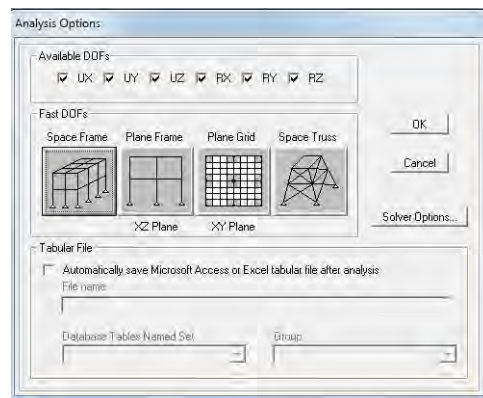 Analysis Options
Available DOFs
UX UY UZ RX RY RZ
Fast DOFs
Space Frame Plane Frame Plane Grid Space Truss
XZ Plane XY Plane
OK
Cancel
Solver Options...
Tabular File
Automatically save Microsoft Access or Excel tabular file after analysis
File name
Database Tables Named Set Group